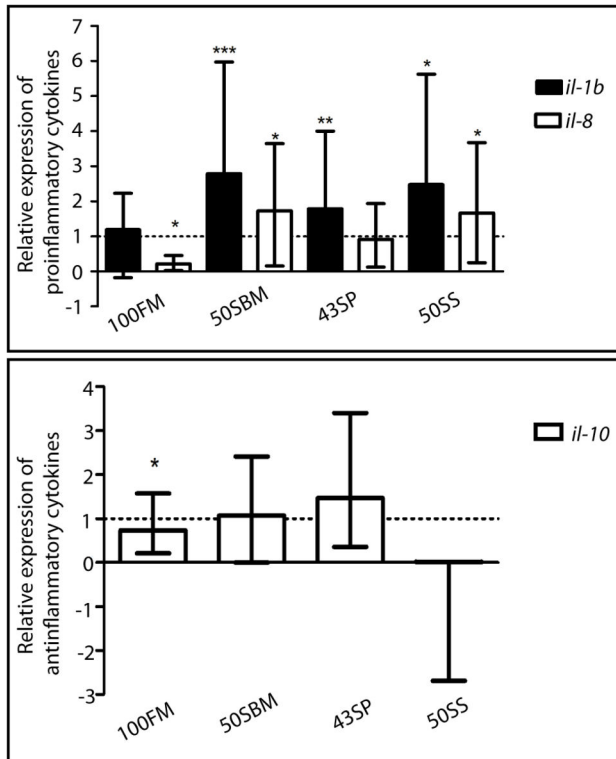 Relative expression of
proinflammatory cytokines
7
6
5
4
3
2
1
0
-1
***
*
**
*
*
*
100FM
50SBM
43SP
50SS
il-1b
il-8
Relative expression of
antinflammatory cytokines
4
3
2
1
0
-1
-2
-3
*
100FM
50SBM
43SP
50SS
il-10